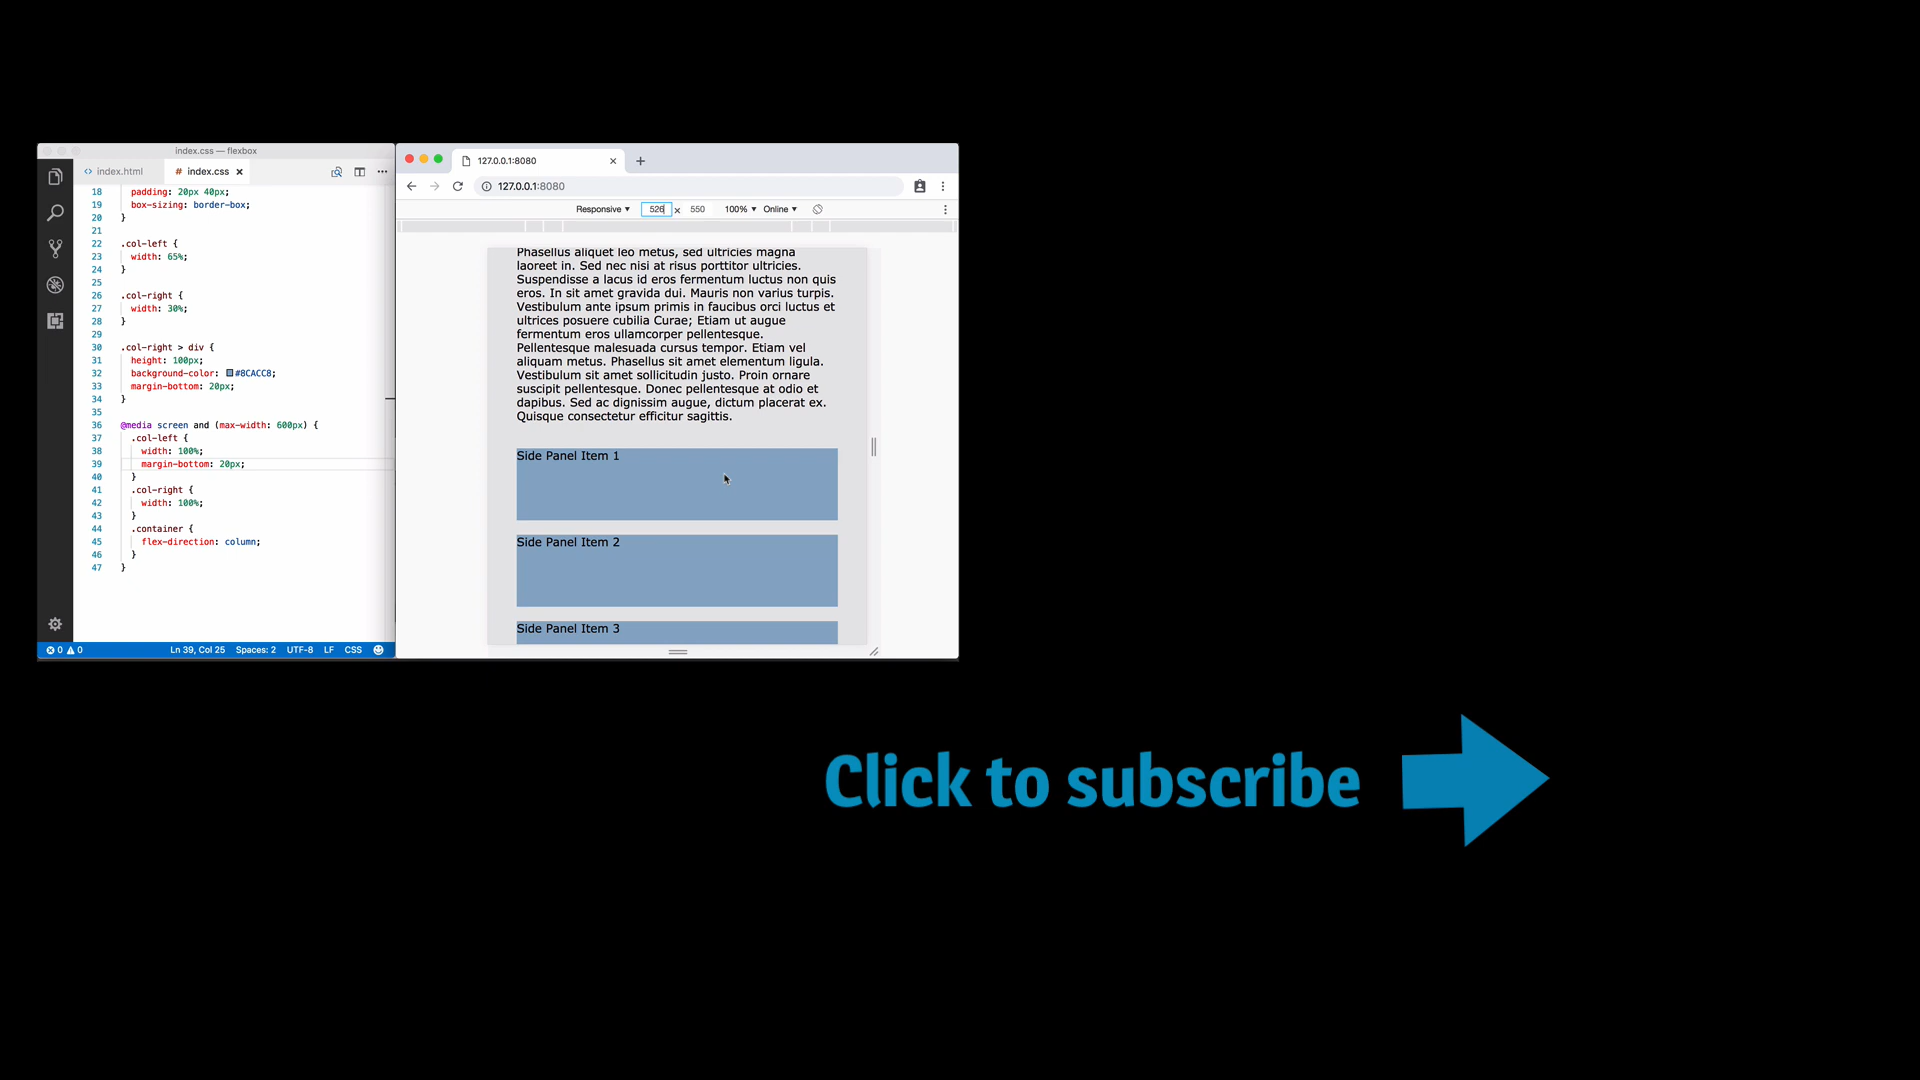 index.css — flexbox
index.html
# index.css
18 padding: 20px 40px;
19 box-sizing: border-box;
20 }
21
22 .col-left {
23 width: 65%;
24 }
25
26 .col-right {
27 width: 30%;
28 }
29
30 .col-right > div {
31 height: 100px;
32 background-color: #8CACC8;
33 margin-bottom: 20px;
34 }
35
36 @media screen and (max-width: 600px) {
37 .col-left {
38 width: 100%;
39 margin-bottom: 20px;
40 }
41 .col-right {
42 width: 100%;
43 }
44 .container {
45 flex-direction: column;
46 }
47 }
0 0 Ln 39, Col 25 Spaces: 2 UTF-8 LF CSS
127.0.0.1:8080
127.0.0.1:8080
Responsive 526 x 550 100% Online
Phasellus aliquet leo metus, sed ultricies magna
laoreet in. Sed nec nisi at risus porttitor ultricies.
Suspendisse a lacus id eros fermentum luctus non quis
eros. In sit amet gravida dui. Mauris non varius turpis.
Vestibulum ante ipsum primis in faucibus orci luctus et
ultrices posuere cubilia Curae; Etiam ut augue
fermentum eros ullamcorper pellentesque.
Pellentesque malesuada cursus tempor. Etiam vel
aliquam metus. Phasellus sit amet elementum ligula.
Vestibulum sit amet sollicitudin justo. Proin ornare
suscipit pellentesque. Donec pellentesque at odio et
dapibus. Sed ac dignissim augue, dictum placerat ex.
Quisque consectetur efficitur sagittis.
Side Panel Item 1
Side Panel Item 2
Side Panel Item 3
Click to subscribe